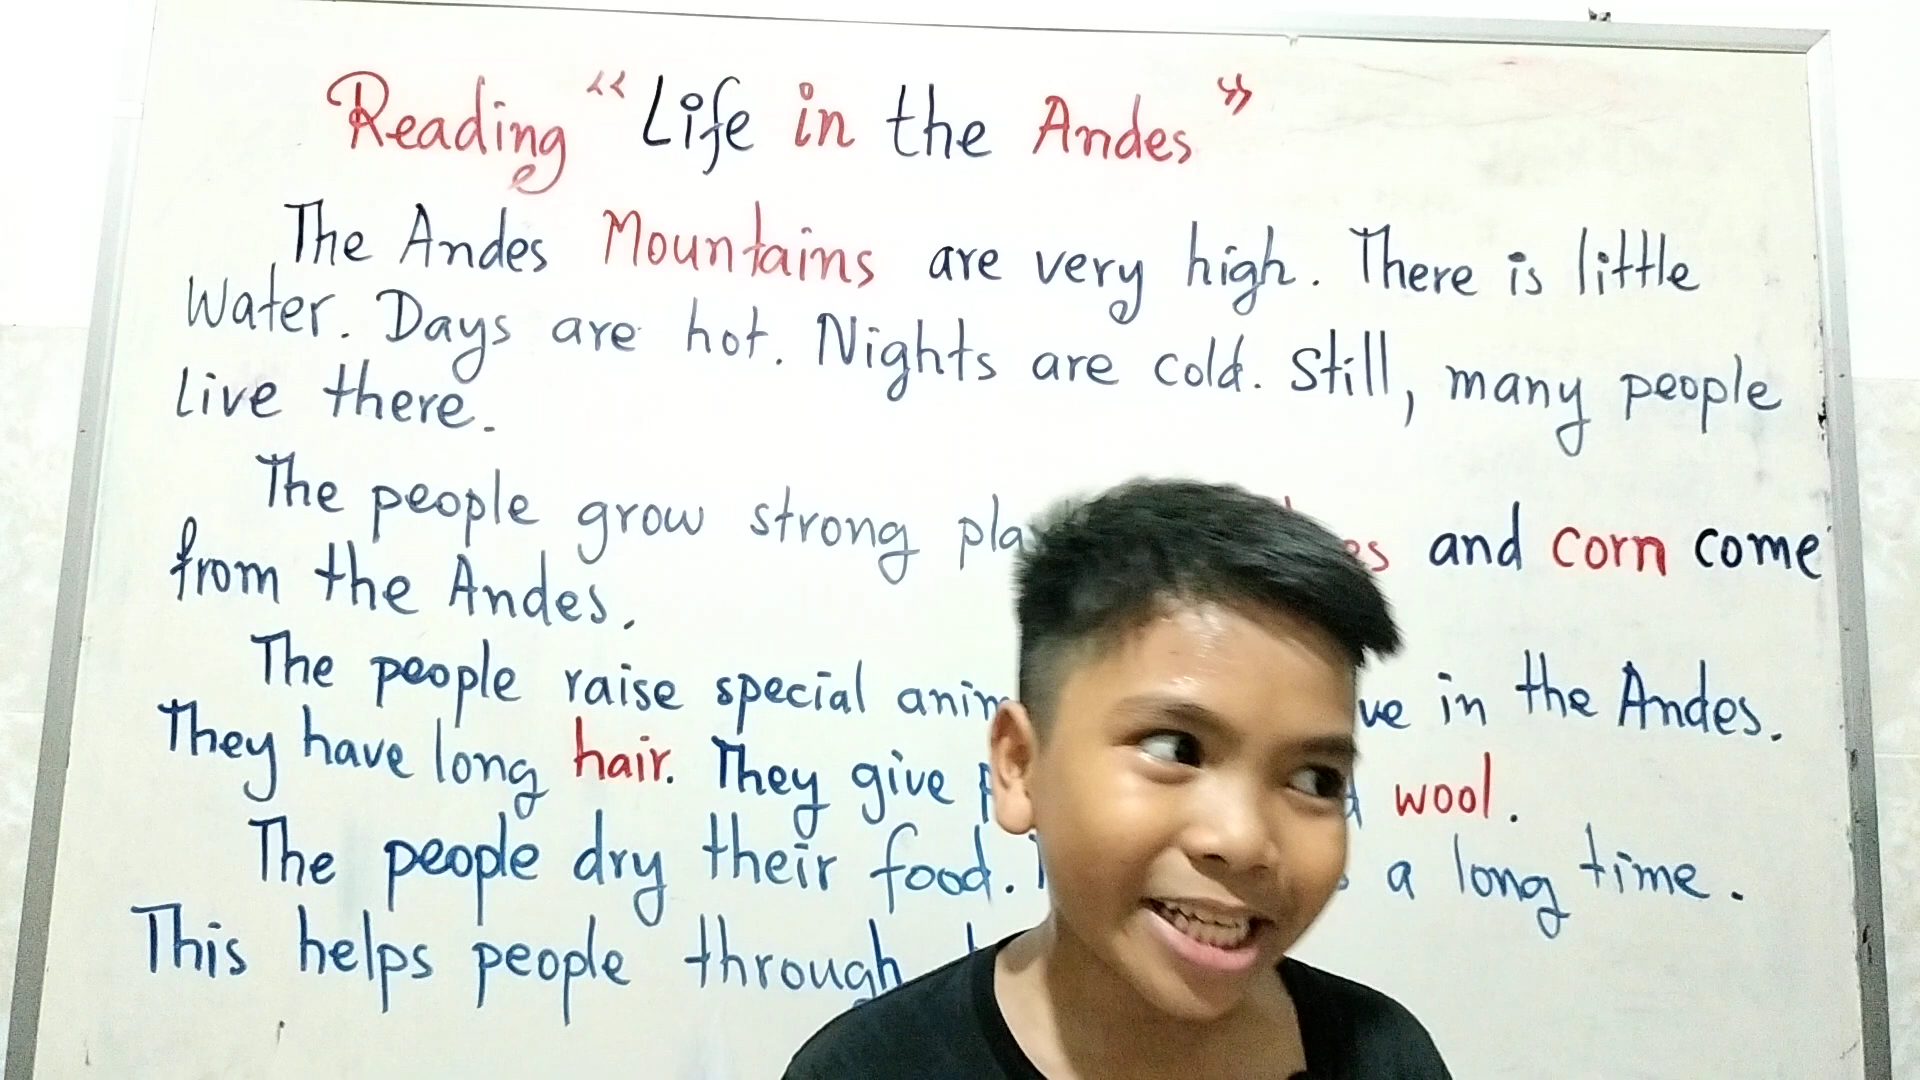 Reading "Life in the Andes"
The Andes Mountains are very high. There is little
Water. Days are hot. Nights are cold. Still, many people
Live there.
The people grow strong and corn come
from the Andes.
The people raise special in the Andes.
They have long hair. They give wool.
The people dry their food. a long time.
This helps people through